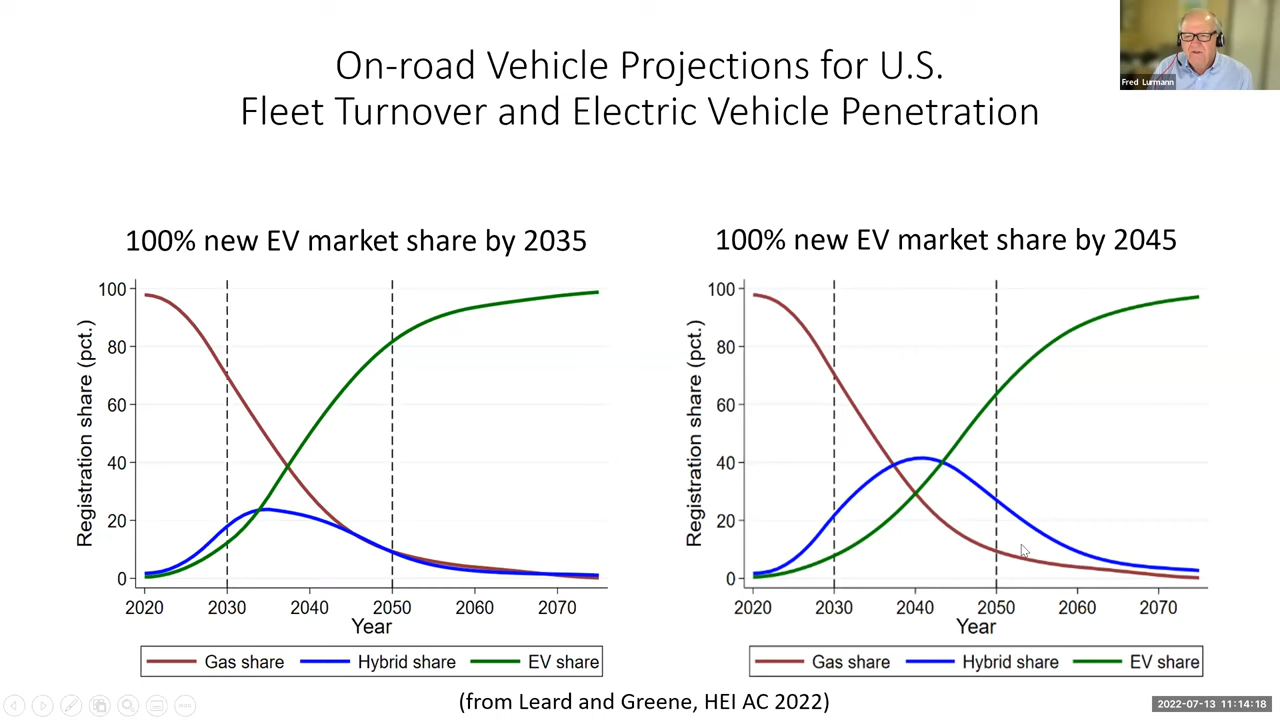 On-road Vehicle Projections for U.S.
Fleet Turnover and Electric Vehicle Penetration
Fred Lurmann
100% new EV market share by 2035
Registration share (pct.)
100
80
60
40
20
0
2020 2030 2040 2050 2060 2070
Year
Gas share Hybrid share EV share
100% new EV market share by 2045
Registration share (pct.)
100
80
60
40
20
0
2020 2030 2040 2050 2060 2070
Year
Gas share Hybrid share EV share
(from Leard and Greene, HEI AC 2022)
2022-07-13 11:14:18